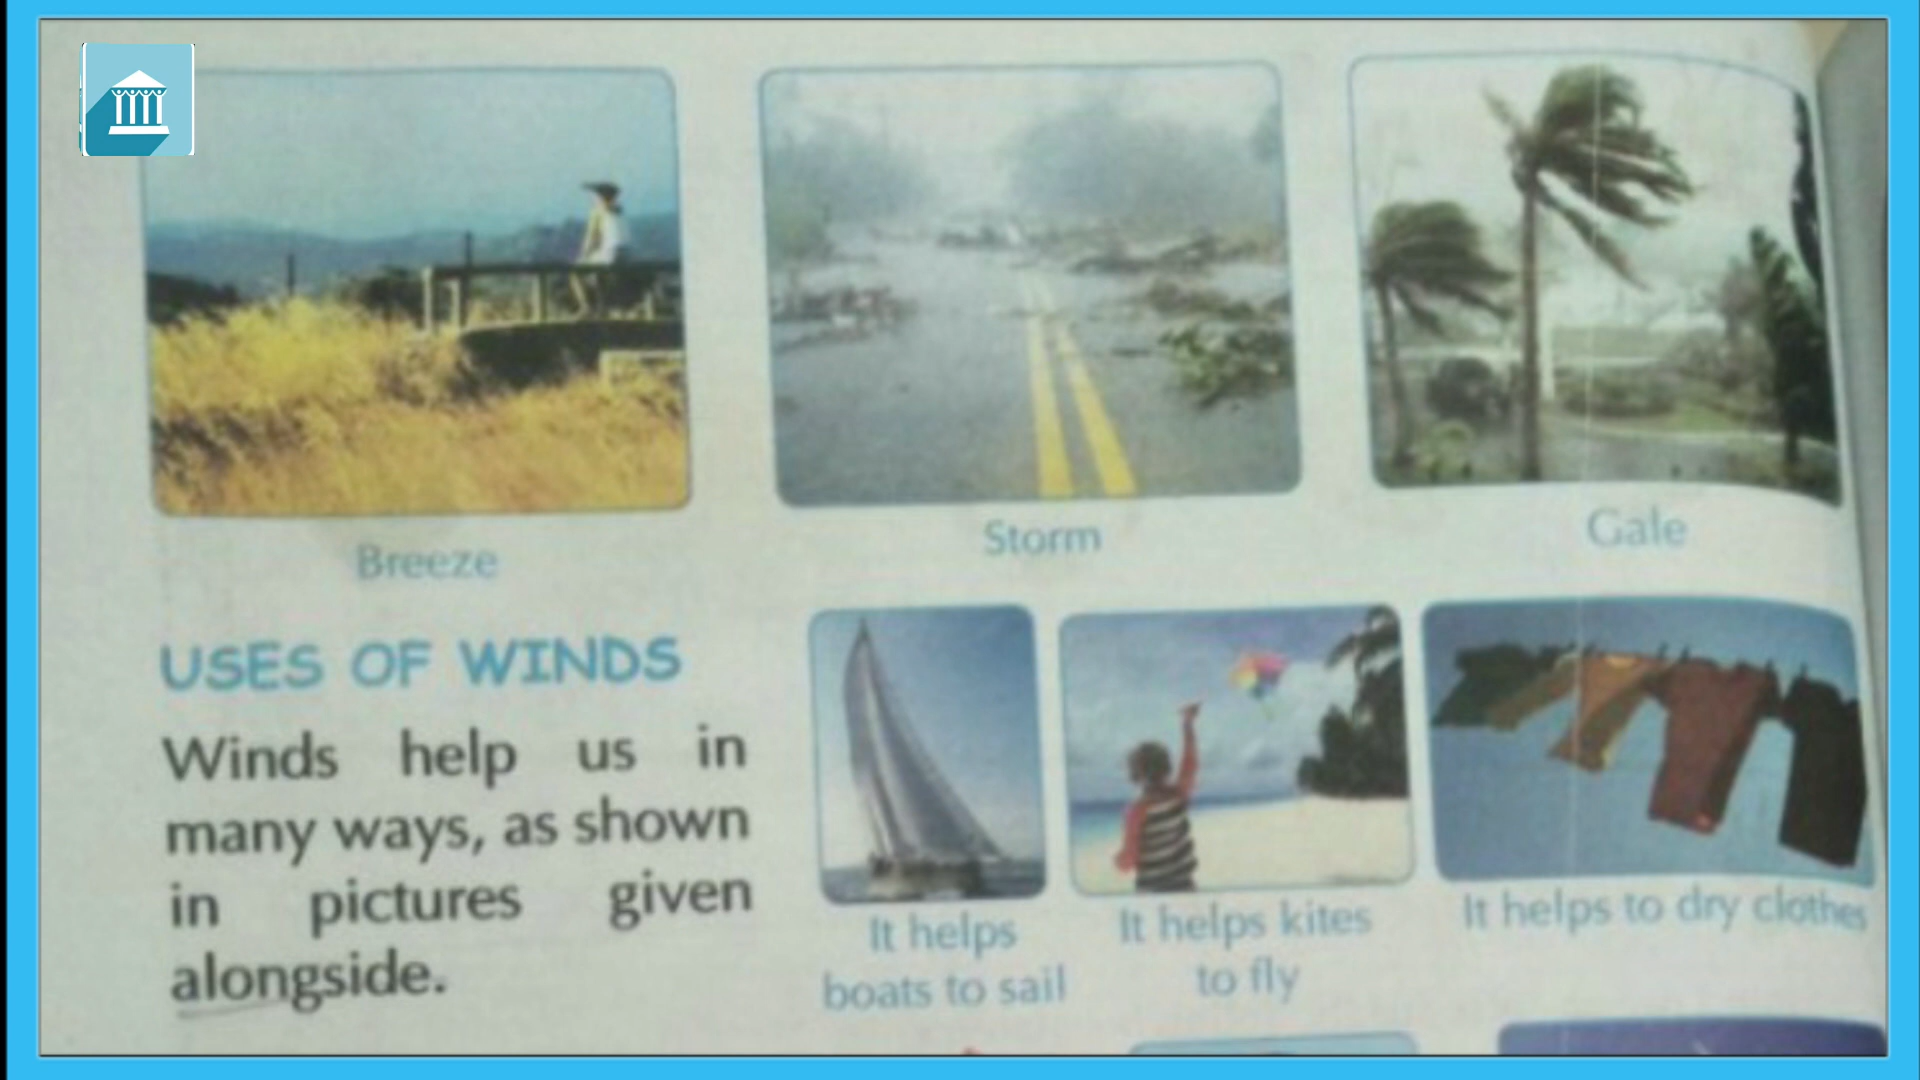 Breeze
Storm
Gale
USES OF WINDS
Winds help us in
many ways, as shown
in pictures given
alongside.
It helps
boats to sail
It helps kites
to fly
It helps to dry clothes